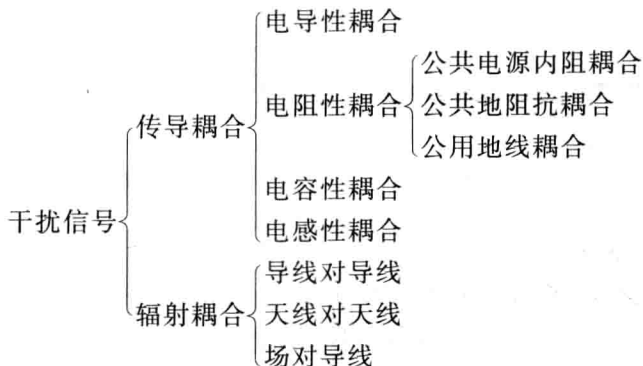 电导性耦合
公共电源内阻耦合
电阻性耦合
公共地阻抗耦合
传导耦合
公用地线耦合
电容性耦合
干扰信号
电感性耦合
导线对导线
辐射耦合
天线对天线
场对导线